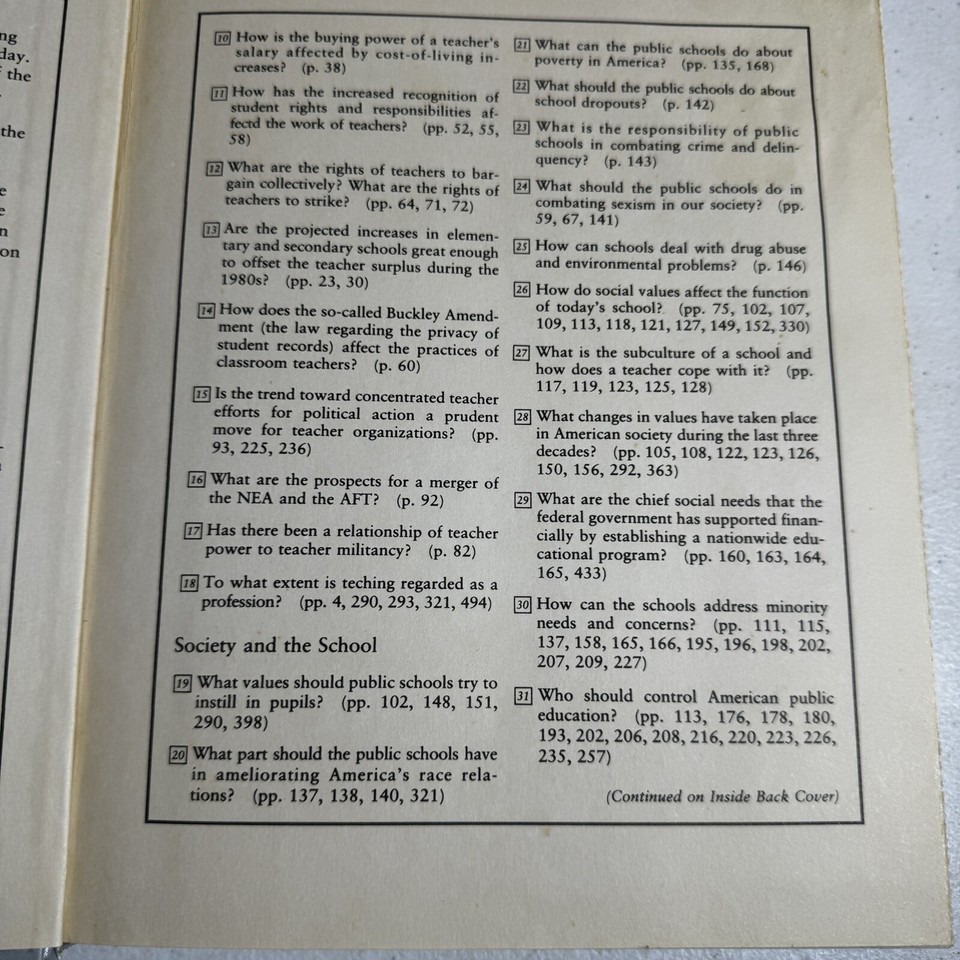 ng
day.
f the
the
e
e
n
on
10 How is the buying power of a teacher's
salary affected by cost-of-living in-
creases? (p. 38)
11 How has the increased recognition of
student rights and responsibilities af-
fectd the work of teachers? (pp. 52, 55,
58)
12 What are the rights of teachers to bar-
gain collectively? What are the rights of
teachers to strike? (pp. 64, 71, 72)
13 Are the projected increases in elemen-
tary and secondary schools great enough
to offset the teacher surplus during the
1980s? (pp. 23, 30)
14 How does the so-called Buckley Amend-
ment (the law regarding the privacy of
student records) affect the practices of
classroom teachers? (p. 60)
15 Is the trend toward concentrated teacher
efforts for political action a prudent
move for teacher organizations? (pp.
93, 225, 236)
16 What are the prospects for a merger of
the NEA and the AFT? (p. 92)
17 Has there been a relationship of teacher
power to teacher militancy? (p. 82)
18 To what extent is teching regarded as a
profession? (pp. 4, 290, 293, 321, 494)
Society and the School
19 What values should public schools try to
instill in pupils? (pp. 102, 148, 151,
290, 398)
20 What part should the public schools have
in ameliorating America's race rela-
tions? (pp. 137, 138, 140, 321)
21 What can the public schools do about
poverty in America? (pp. 135, 168)
22 What should the public schools do about
school dropouts? (p. 142)
23 What is the responsibility of public
schools in combating crime and delin-
quency? (p. 143)
24 What should the public schools do in
combating sexism in our society? (pp.
59, 67, 141)
25 How can schools deal with drug abuse
and environmental problems? (p. 146)
26 How do social values affect the function
of today's school? (pp. 75, 102, 107,
109, 113, 118, 121, 127, 149, 152, 330)
27 What is the subculture of a school and
how does a teacher cope with it? (pp.
117, 119, 123, 125, 128)
28 What changes in values have taken place
in American society during the last three
decades? (pp. 105, 108, 122, 123, 126,
150, 156, 292, 363)
29 What are the chief social needs that the
federal government has supported finan-
cially by establishing a nationwide edu-
cational program? (pp. 160, 163, 164,
165, 433)
30 How can the schools address minority
needs and concerns? (pp. 111, 115,
137, 158, 165, 166, 195, 196, 198, 202,
207, 209, 227)
31 Who should control American public
education? (pp. 113, 176, 178, 180,
193, 202, 206, 208, 216, 220, 223, 226,
235, 257)
(Continued on Inside Back Cover)